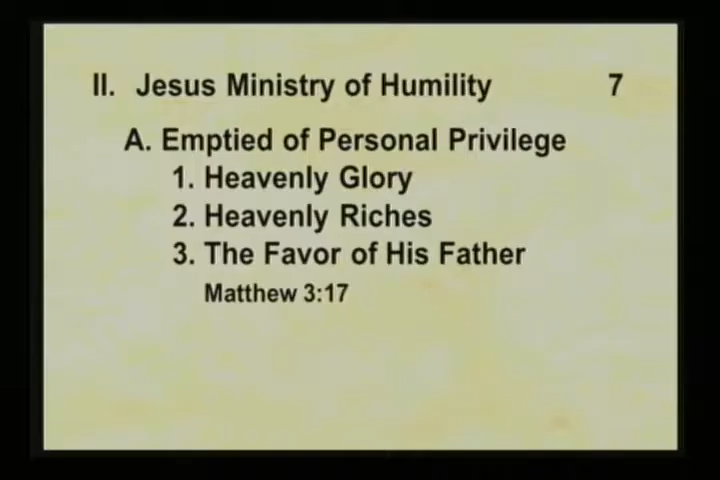 II. Jesus Ministry of Humility 7
A. Emptied of Personal Privilege
1. Heavenly Glory
2. Heavenly Riches
3. The Favor of His Father
Matthew 3:17